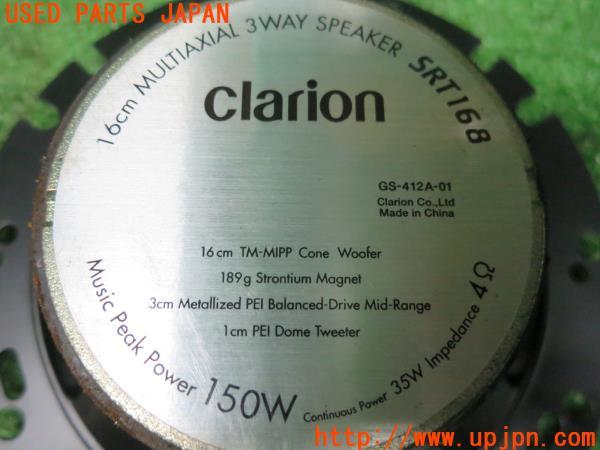 USED PARTS JAPAN
16cm MULTIAXIAL 3WAY SPEAKER SRT168
clarion
GS-412A-01
Clarion Co.,Ltd
Made in China
16cm TM-MIPP Cone Woofer
189g Strontium Magnet
3cm Metallized PEI Balanced-Drive Mid-Range
1cm PEI Dome Tweeter
Music Peak Power 150W Continuous Power 35W Impedance 4Ω
http://www.upjpn.com